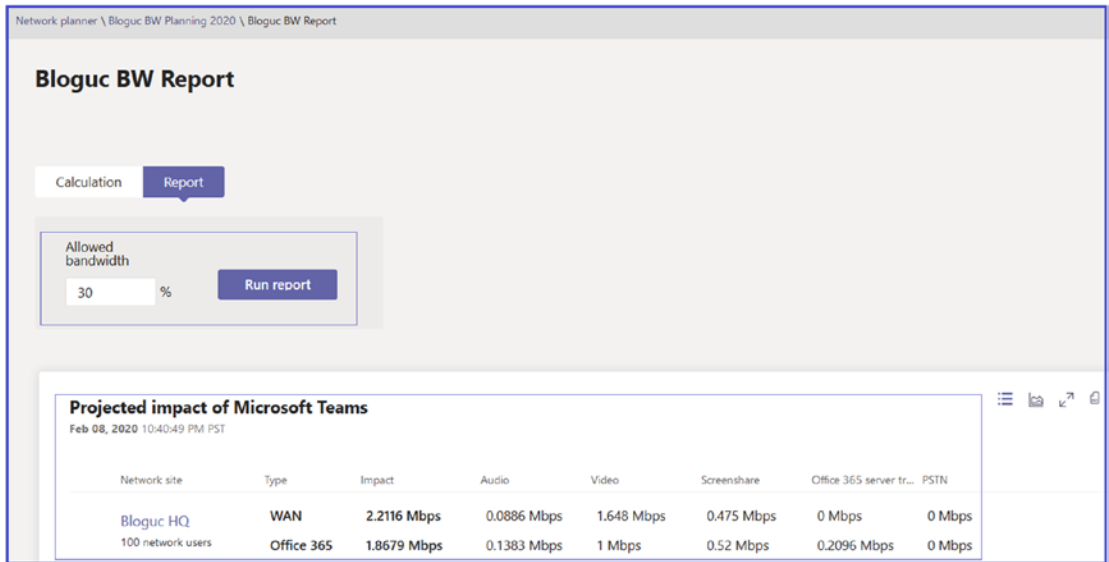 Network planner \ Bloguc BW Planning 2020 \ Bloguc BW Report
Bloguc BW Report
Calculation Report
Allowed
bandwidth
30 % Run report
Projected impact of Microsoft Teams
Feb 08, 2020 10:40:49 PM PST
Network site Type Impact Audio Video Screenshare Office 365 server tr... PSTN
Bloguc HQ WAN 2.2116 Mbps 0.0886 Mbps 1.648 Mbps 0.475 Mbps 0 Mbps 0 Mbps
100 network users Office 365 1.8679 Mbps 0.1383 Mbps 1 Mbps 0.52 Mbps 0.2096 Mbps 0 Mbps